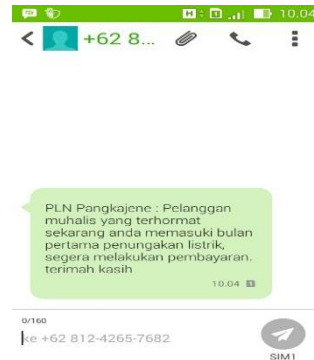 10.04
+62 8...
PLN Pangkajene : Pelanggan
muhalis yang terhormat
sekarang anda memasuki bulan
pertama penungakan listrik,
segera melakukan pembayaran.
terimah kasih
10.04
0/160
ke +62 812-4265-7682
SIM1